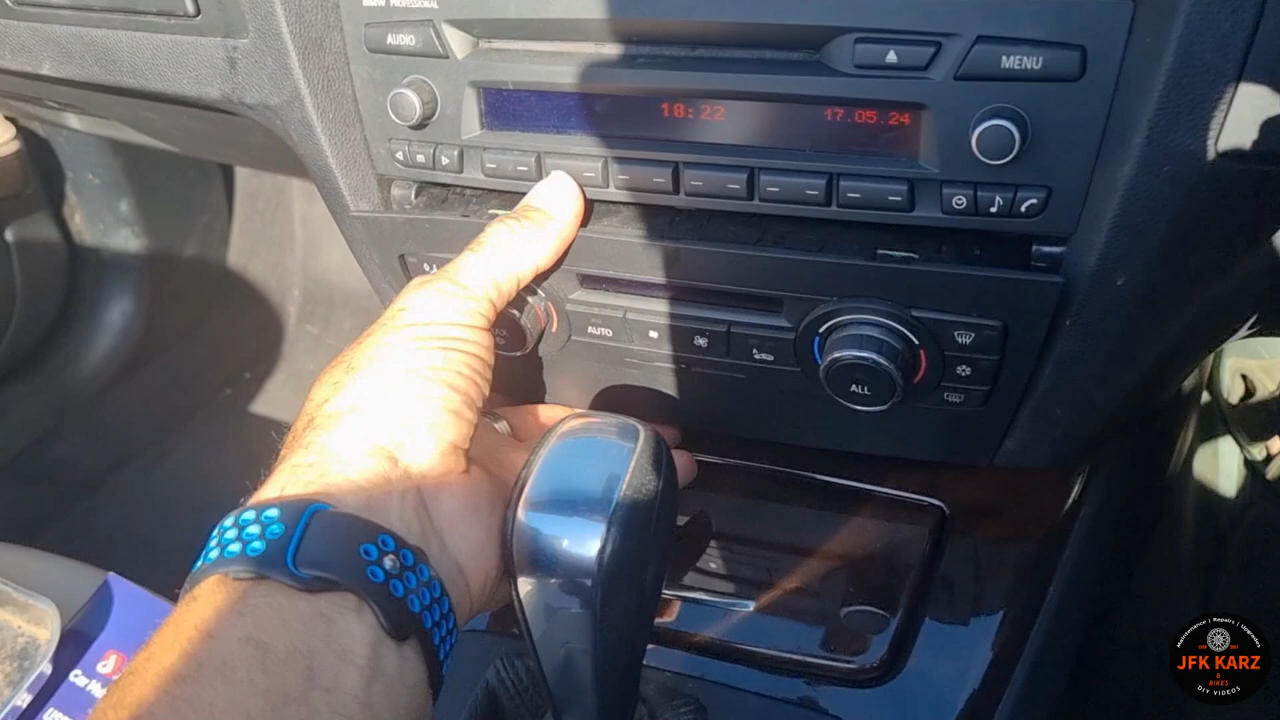 BMW PROFESSIONAL
AUDIO
MENU
18:22
17.05.24
m
AUTO
ALL
Car
Maintenance | Repairs | Upgrades
JFK KARZ
&
BIKES
DIY VIDEOS